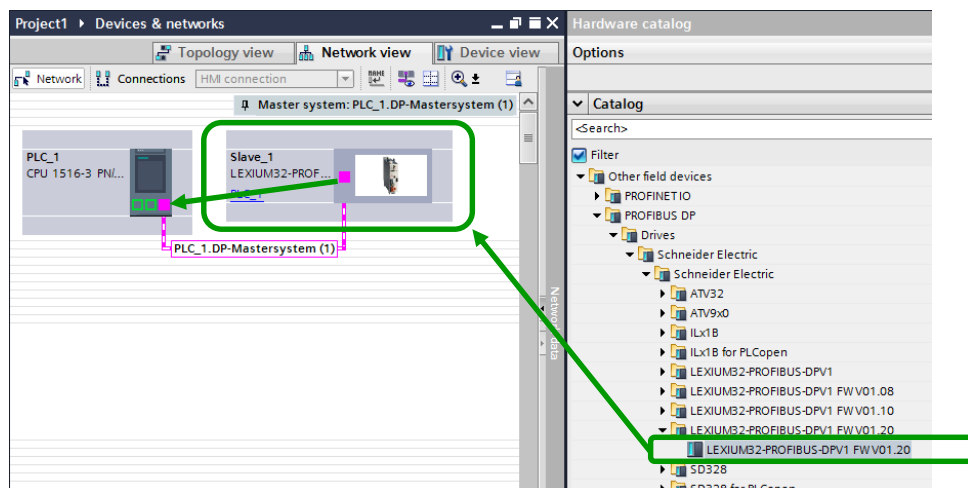 Project1 ▸ Devices & networks
Topology view
Network view
Device view
Network
Connections
HMI connection
Master system: PLC_1.DP-Mastersystem (1)
PLC_1
CPU 1516-3 PN/...
Slave_1
LEXIUM32-PROF...
PLC_1
PLC_1.DP-Mastersystem (1)
Network data
Hardware catalog
Options
Catalog
<Search>
Filter
Other field devices
PROFINET IO
PROFIBUS DP
Drives
Schneider Electric
Schneider Electric
ATV32
ATV9x0
ILx1B
ILx1B for PLCopen
LEXIUM32-PROFIBUS-DPV1
LEXIUM32-PROFIBUS-DPV1 FW V01.08
LEXIUM32-PROFIBUS-DPV1 FW V01.10
LEXIUM32-PROFIBUS-DPV1 FW V01.20
LEXIUM32-PROFIBUS-DPV1 FW V01.20
SD328
SD328 for PLCopen